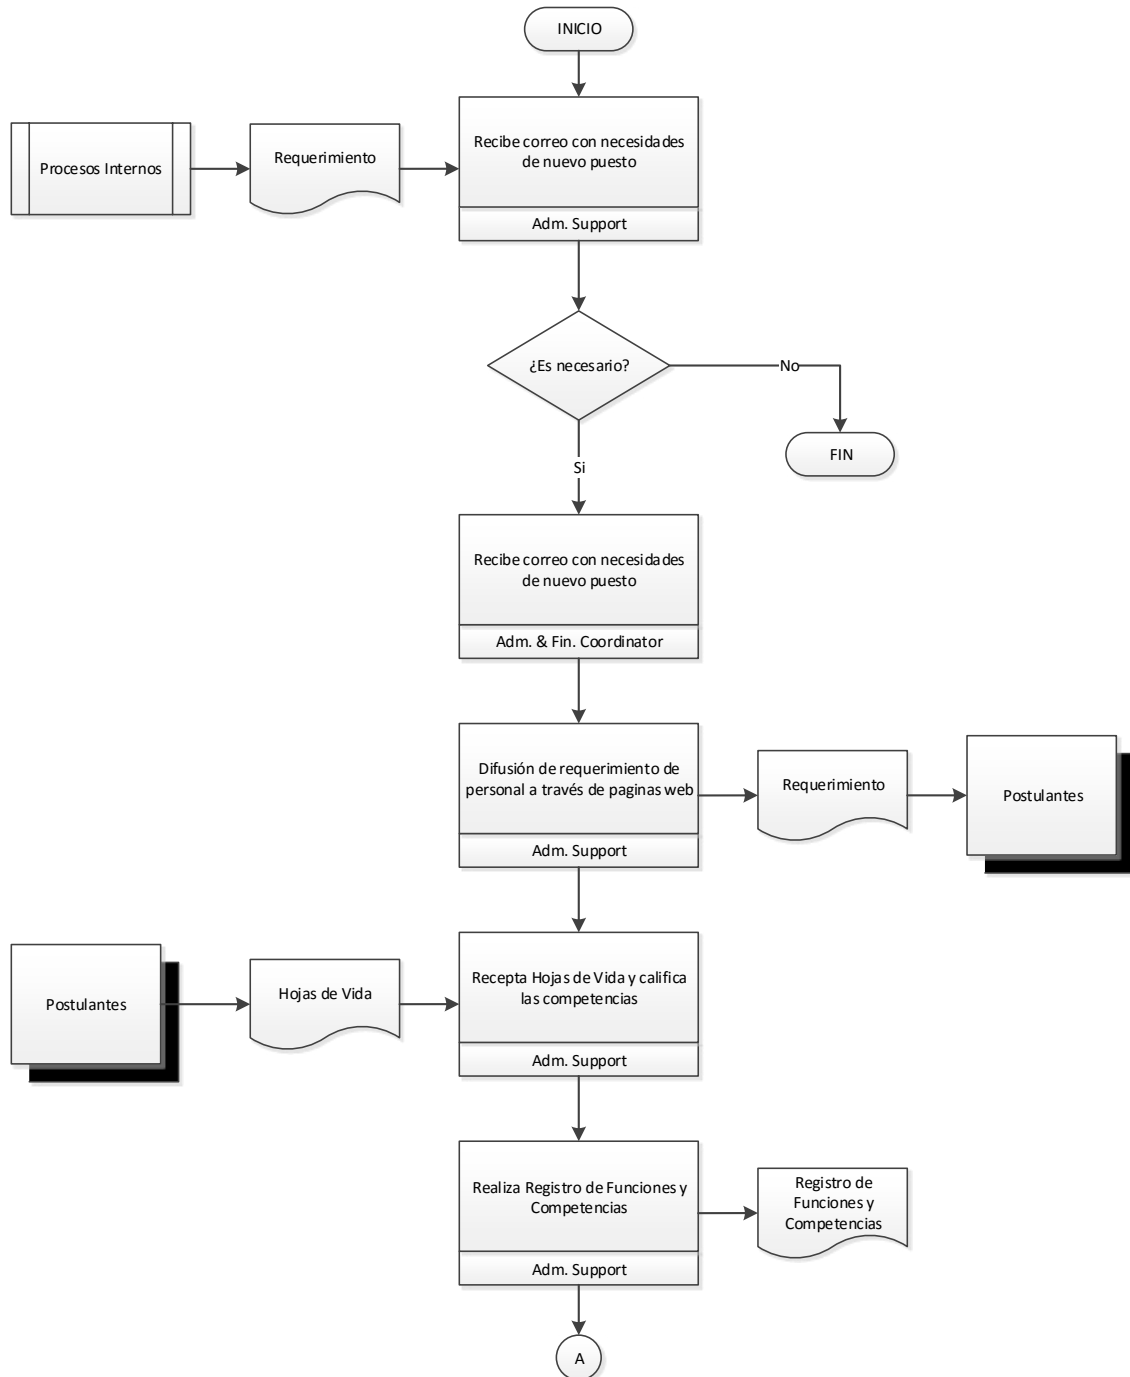 INICIO
Procesos Internos
Requerimiento
Recibe correo con necesidades
de nuevo puesto
Adm. Support
¿Es necesario?
No
FIN
Si
Recibe correo con necesidades
de nuevo puesto
Adm. & Fin. Coordinator
Difusión de requerimiento de
personal a través de paginas web
Adm. Support
Requerimiento
Postulantes
Postulantes
Hojas de Vida
Recepta Hojas de Vida y califica
las competencias
Adm. Support
Realiza Registro de Funciones y
Competencias
Adm. Support
Registro de
Funciones y
Competencias
A